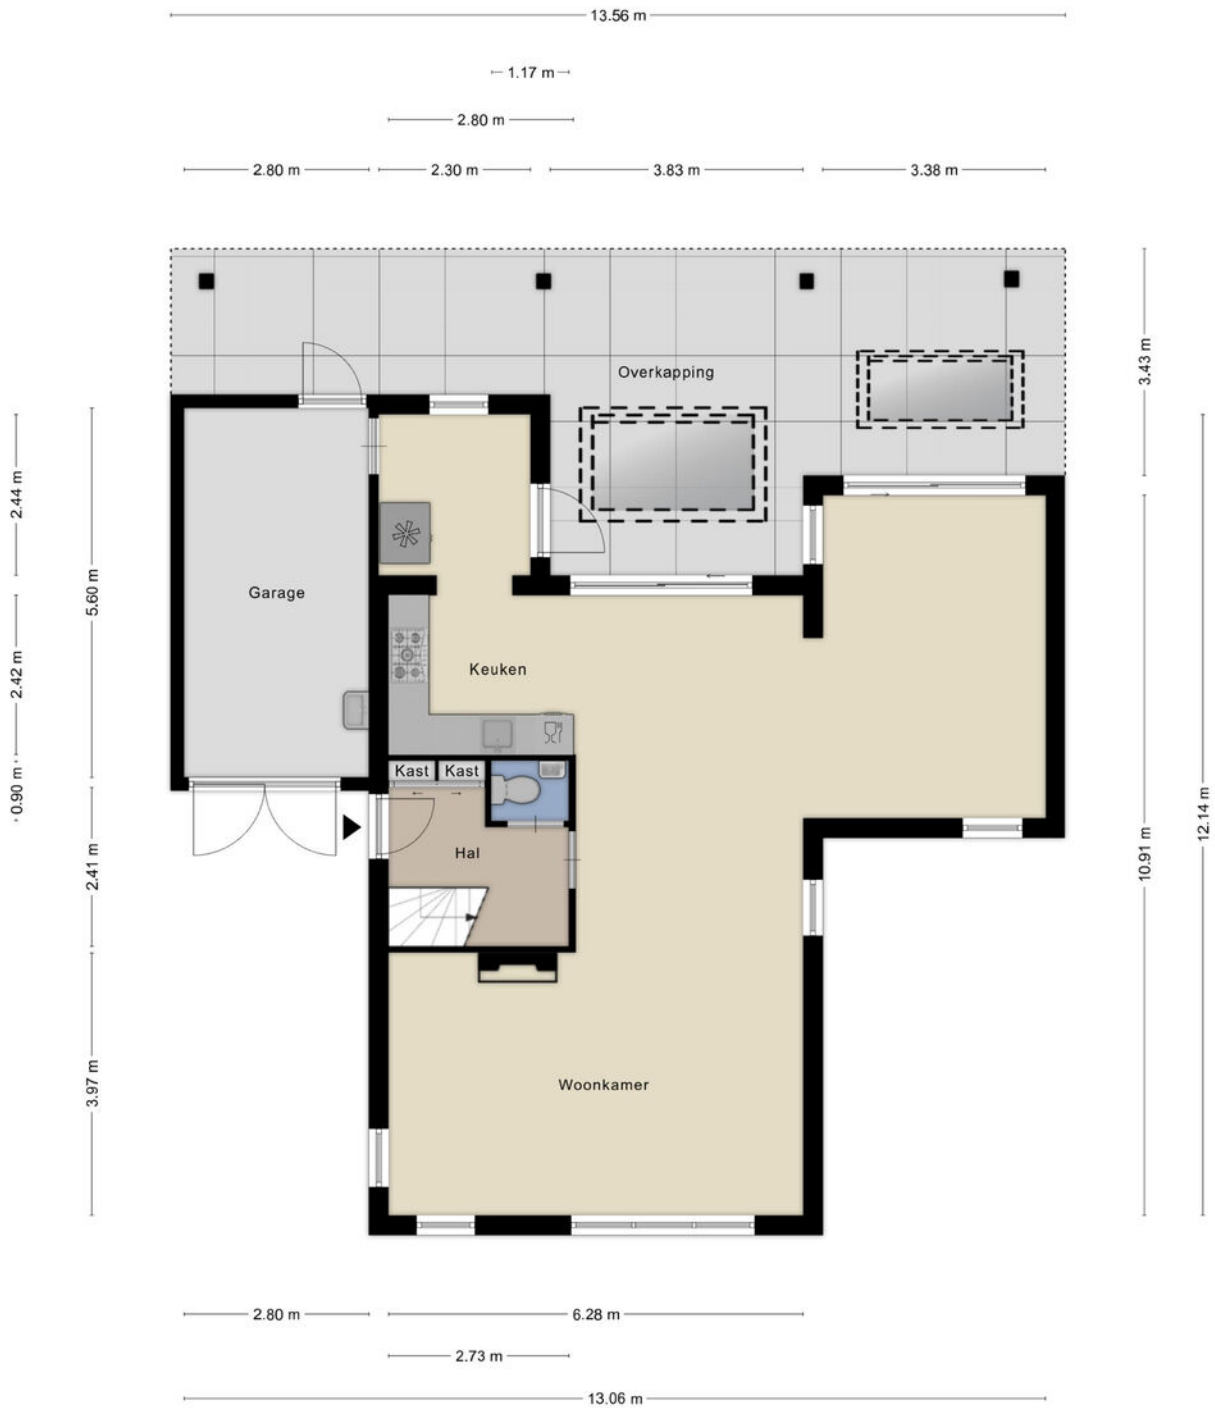 13.56 m
1.17 m
2.80 m
2.80 m
2.30 m
3.83 m
3.38 m
3.43 m
Overkapping
2.44 m
5.60 m
Garage
Keuken
2.42 m
Kast
Kast
0.90 m
12.14 m
Hal
2.41 m
10.91 m
3.97 m
Woonkamer
2.80 m
6.28 m
2.73 m
13.06 m